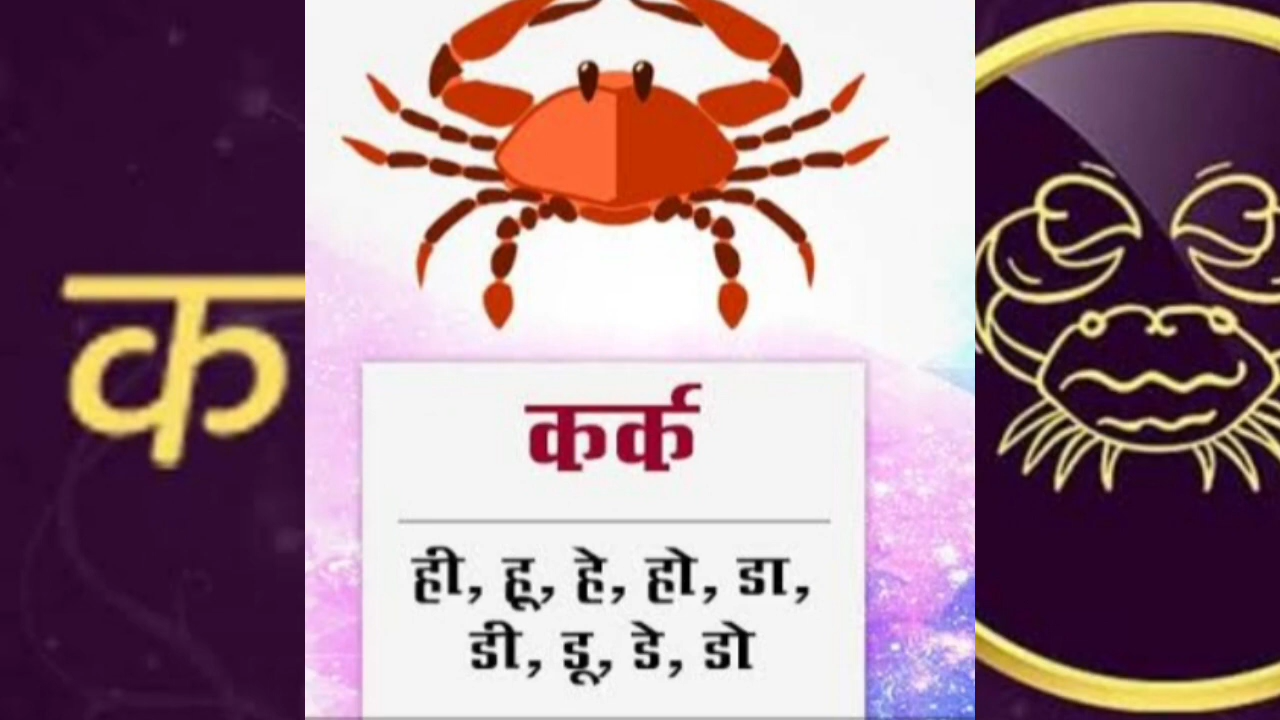 क
कर्क
ही, हू, हे, हो, डा,
डी, डू, डे, डो